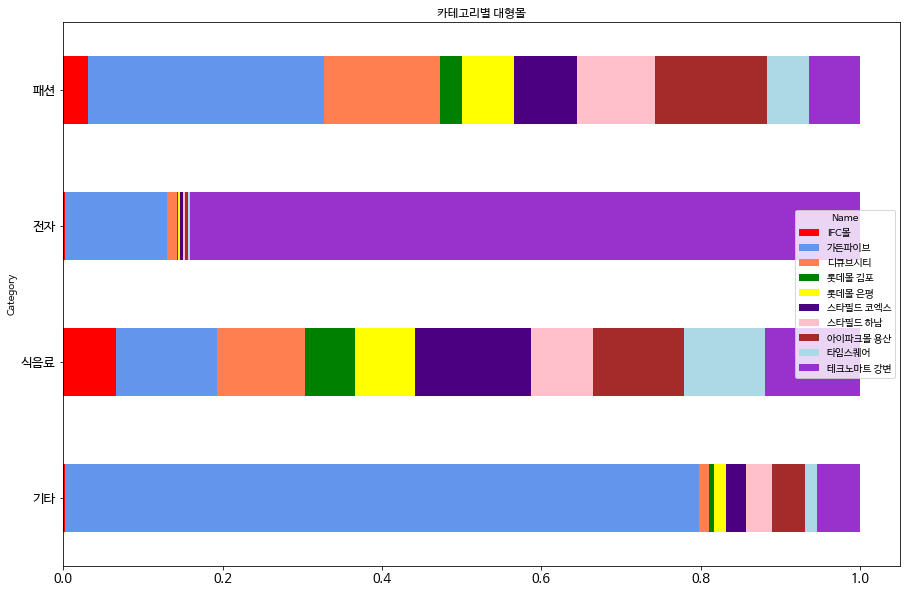 카테고리별 대형몰
Category
패션
전자
식음료
기타
0.0 0.2 0.4 0.6 0.8 1.0
Name
IFC몰
가든파이브
디큐브시티
롯데몰 김포
롯데몰 은평
스타필드 코엑스
스타필드 하남
아이파크몰 용산
타임스퀘어
테크노마트 강변